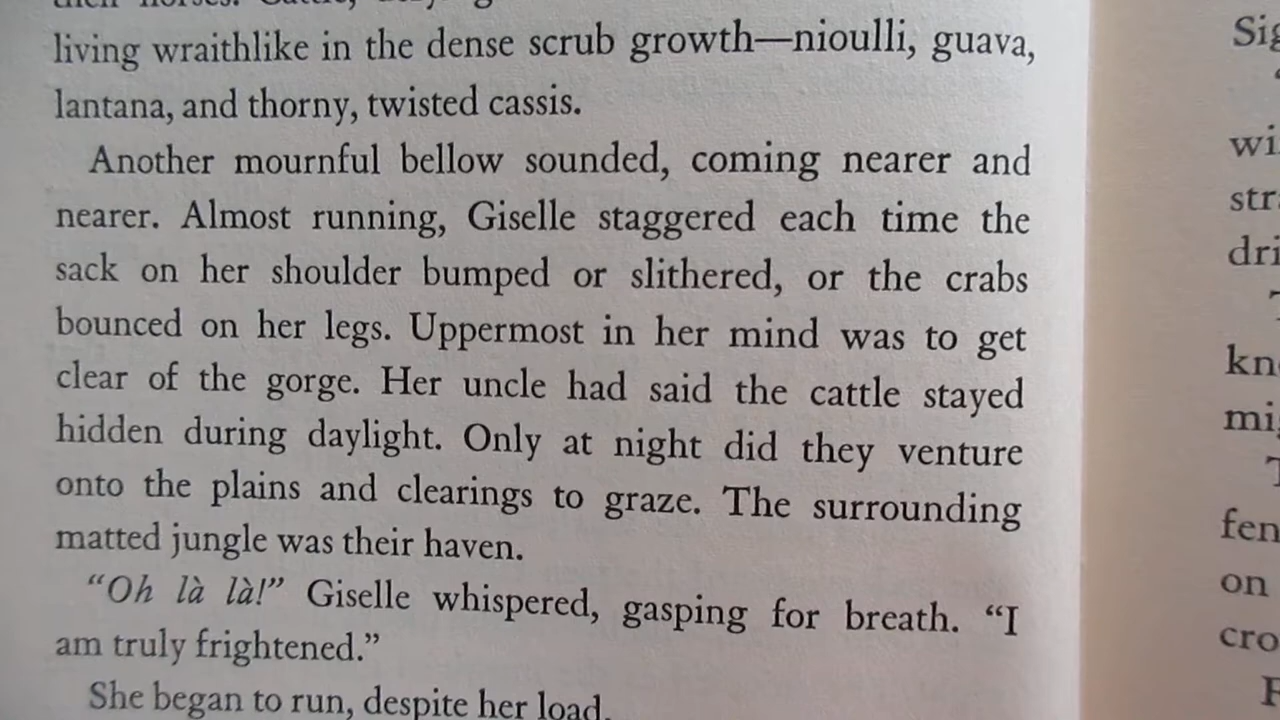 living wraithlike in the dense scrub growth—nioulli, guava,
lantana, and thorny, twisted cassis.
Another mournful bellow sounded, coming nearer and
nearer. Almost running, Giselle staggered each time the
sack on her shoulder bumped or slithered, or the crabs
bounced on her legs. Uppermost in her mind was to get
clear of the gorge. Her uncle had said the cattle stayed
hidden during daylight. Only at night did they venture
onto the plains and clearings to graze. The surrounding
matted jungle was their haven.
“Oh là là!” Giselle whispered, gasping for breath. “I
am truly frightened.”
She began to run, despite her load.